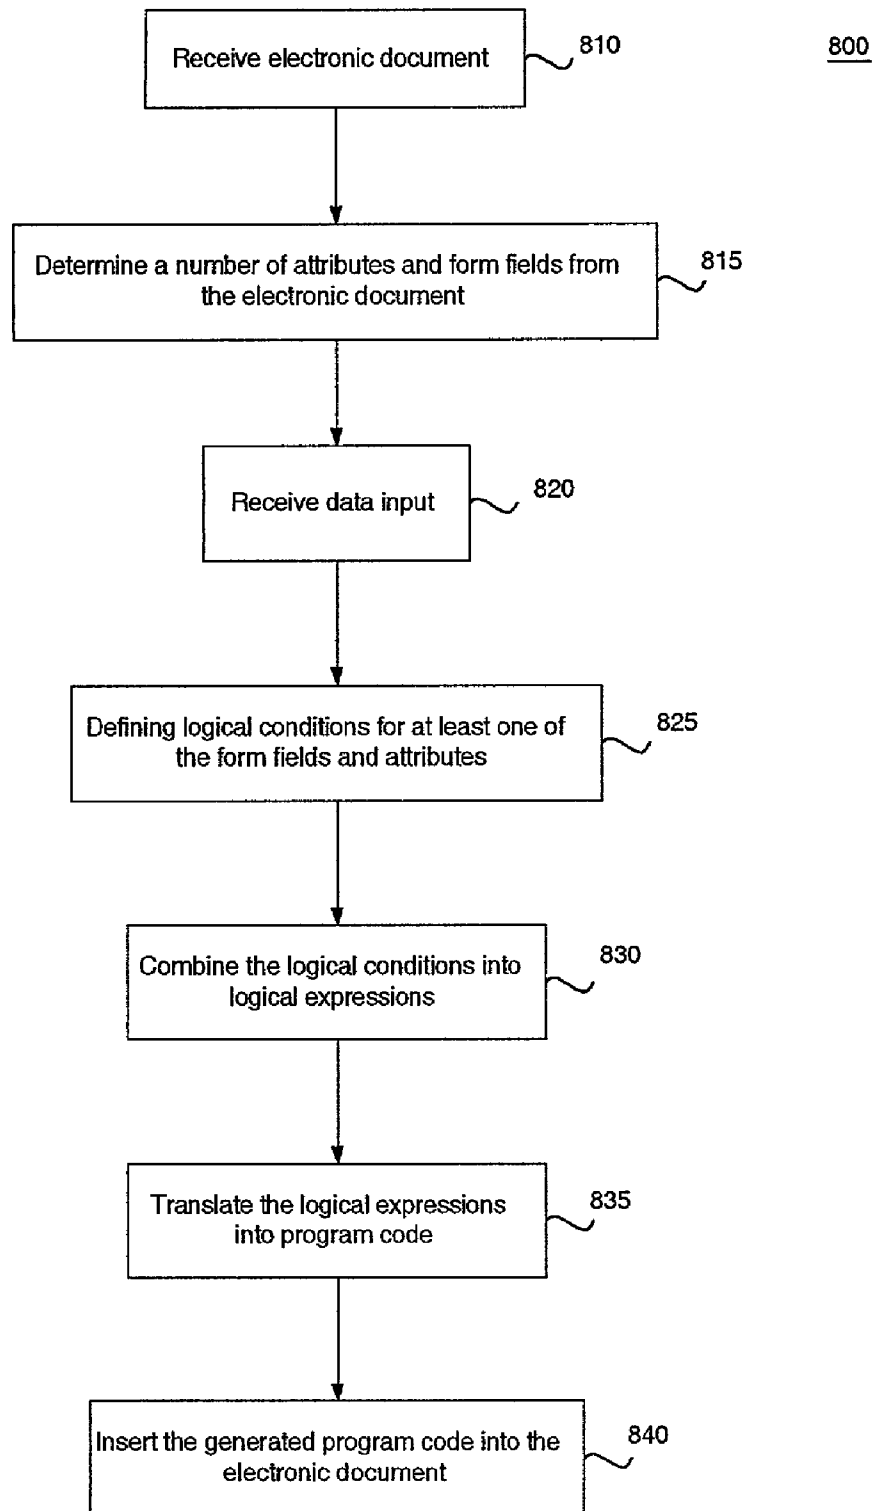 Receive electronic document
810
800
Determine a number of attributes and form fields from
the electronic document
815
Receive data input
820
Defining logical conditions for at least one of
the form fields and attributes
825
Combine the logical conditions into
logical expressions
830
Translate the logical expressions
into program code
835
Insert the generated program code into the
electronic document
840